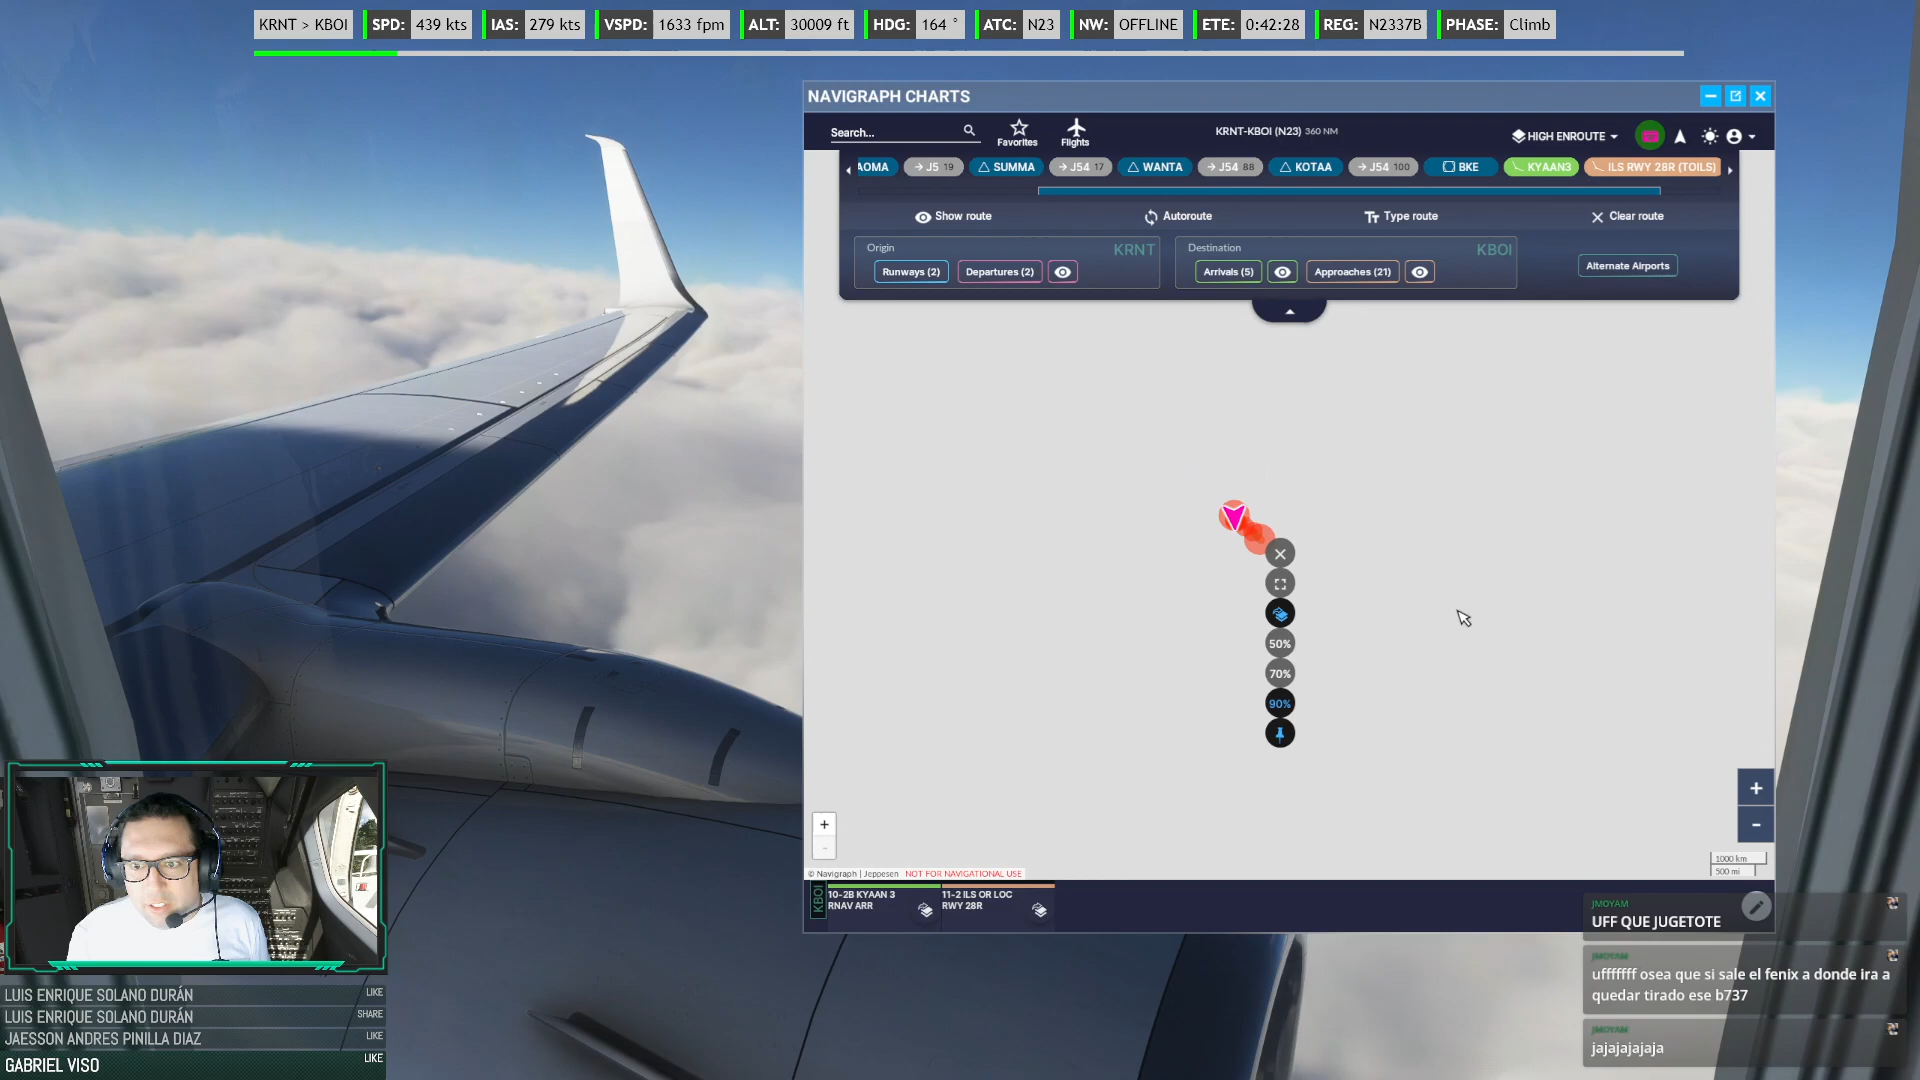 KRNT > KBOI SPD: 439 kts IAS: 279 kts VSPD: 1633 fpm ALT: 30009 ft HDG: 164 ° ATC: N23 NW: OFFLINE ETE: 0:42:28 REG: N2337B PHASE: Climb
NAVIGRAPH CHARTS
Search...
Favorites
Flights
KRNT-KBOI (N23) 360 NM
HIGH ENROUTE
AOMA J5 19 SUMMA J54 17 WANTA J54 88 KOTAA J54 100 BKE KYAAN3 ILS RWY 28R (TOILS)
Show route Autoroute Type route Clear route
Origin KRNT
Runways (2) Departures (2)
Destination KBOI
Arrivals (5) Approaches (21)
Alternate Airports
50%
70%
90%
+
-
+
-
1000 km
500 mi
© Navigraph | Jeppesen NOT FOR NAVIGATIONAL USE
KBOI
10-2B KYAAN 3
RNAV ARR
11-2 ILS OR LOC
RWY 28R
JMOYAM
UFF QUE JUGETOTE
JMOYAM
ufffffff osea que si sale el fenix a donde ira a
quedar tirado ese b737
JMOYAM
jajajajajaja
LUIS ENRIQUE SOLANO DURÁN LIKE
LUIS ENRIQUE SOLANO DURÁN SHARE
JAESSON ANDRES PINILLA DIAZ LIKE
GABRIEL VISO LIKE